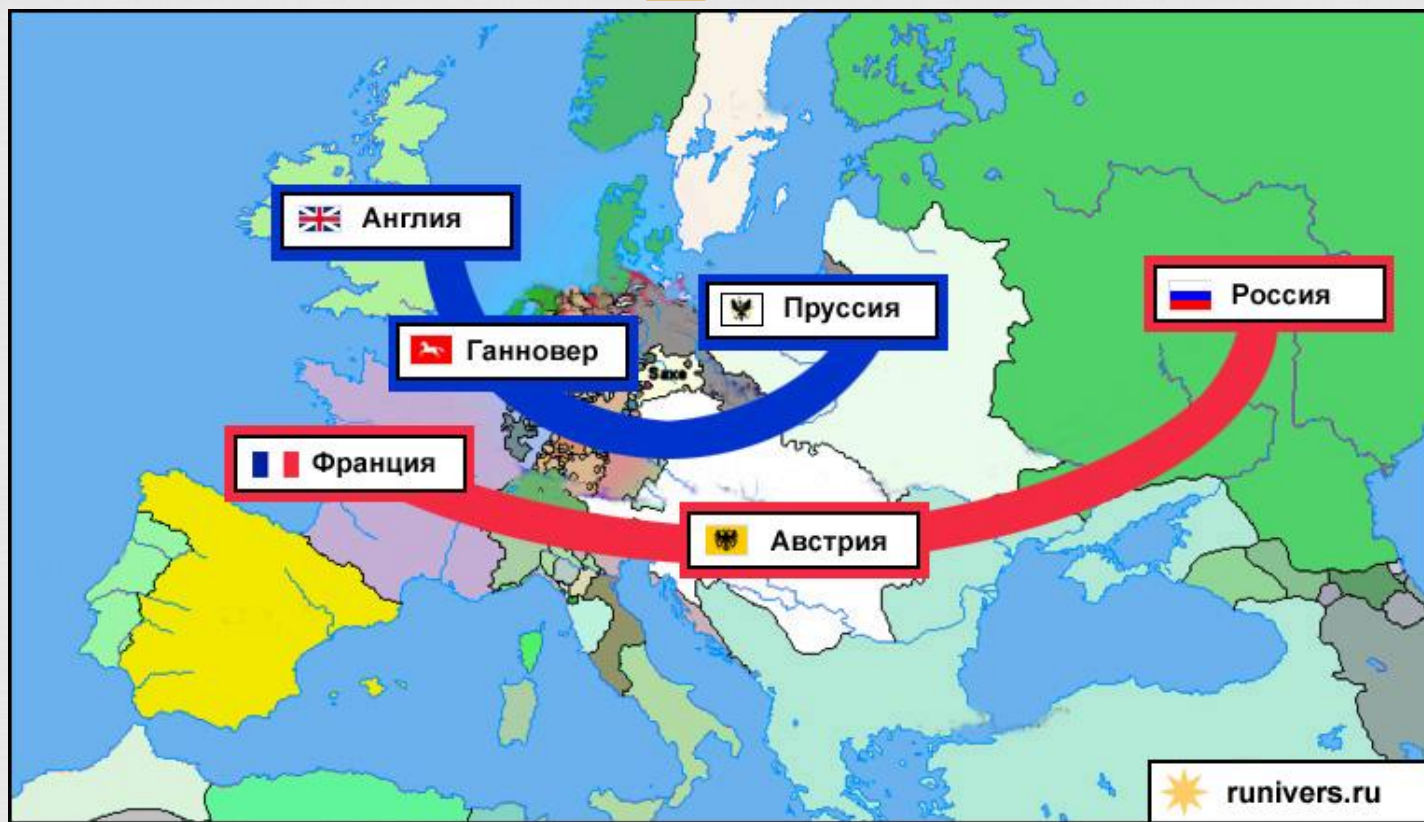 Англия
Россия
Пруссия
Ганновер
Saxe
Франция
Австрия
runivers.ru